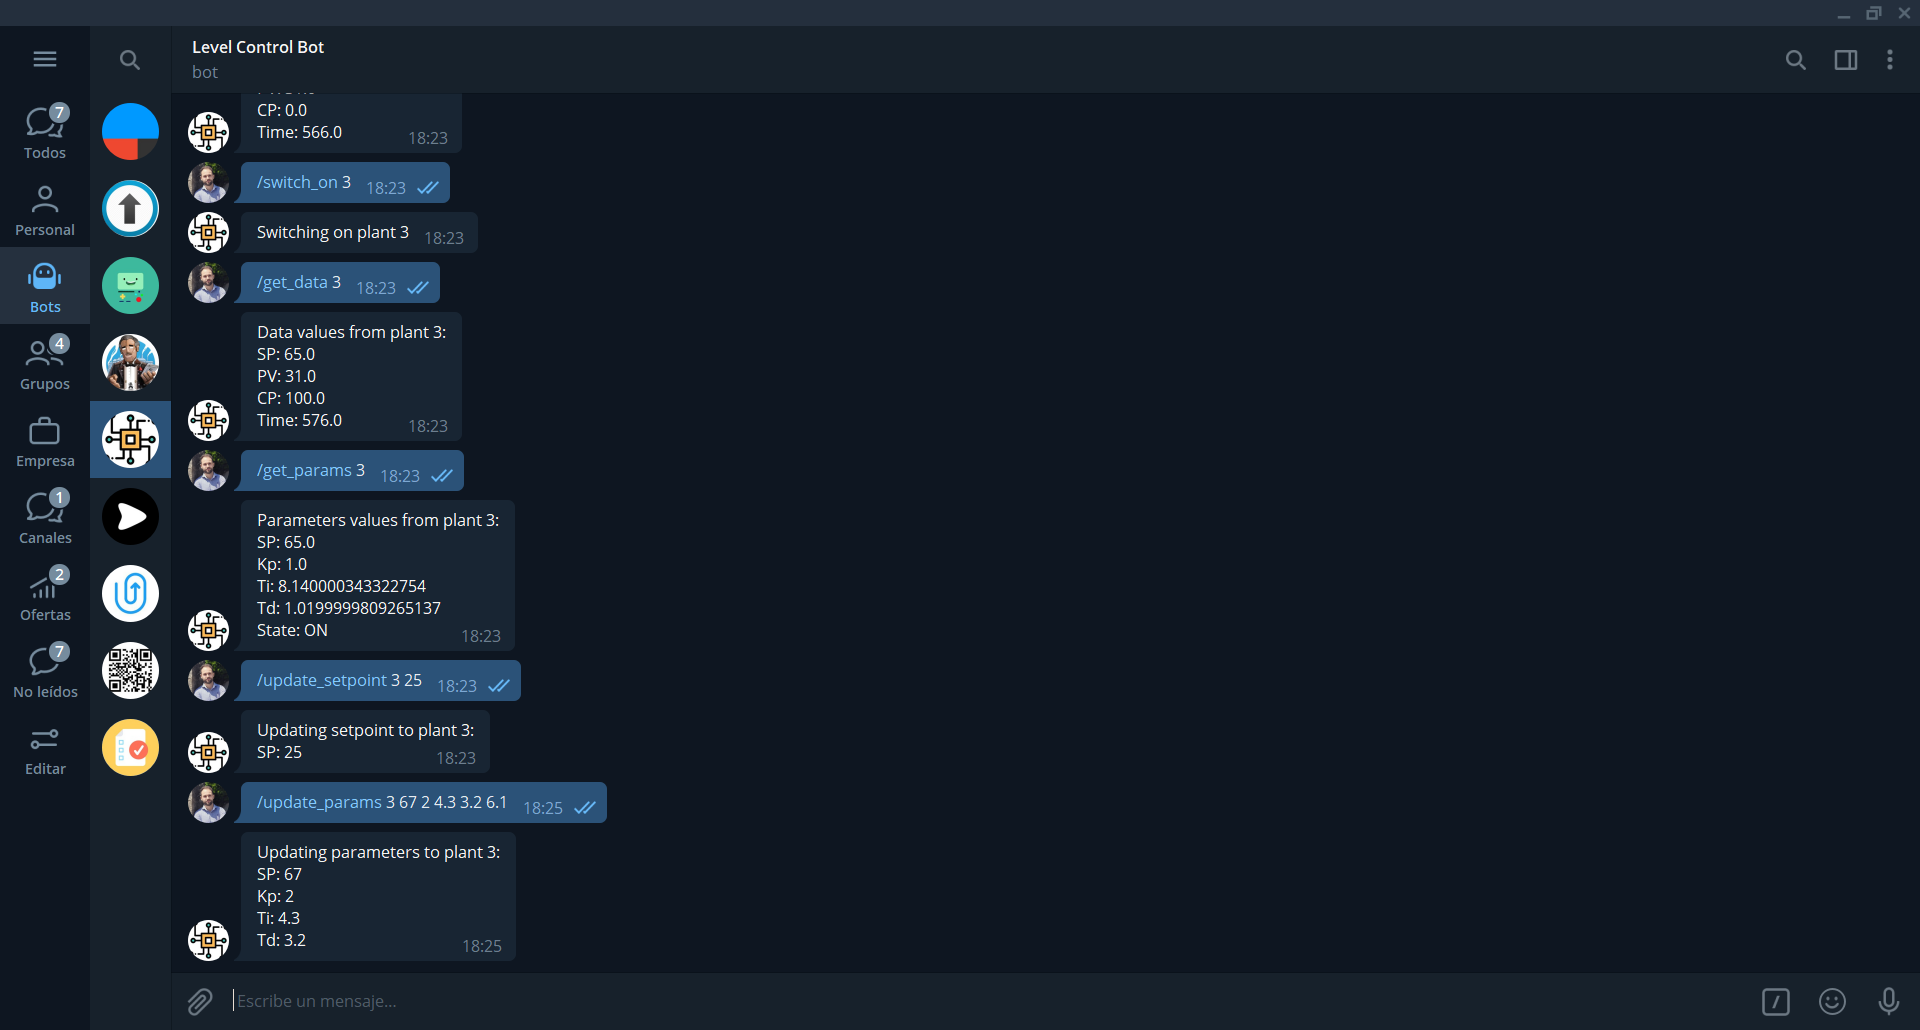 Level Control Bot
bot
7
Todos
Personal
Bots
4
Grupos
Empresa
1
Canales
2
Ofertas
7
No leídos
Editar
CP: 0.0
Time: 566.0
18:23
/switch_on 3 18:23
Switching on plant 3 18:23
/get_data 3 18:23
Data values from plant 3:
SP: 65.0
PV: 31.0
CP: 100.0
Time: 576.0
18:23
/get_params 3 18:23
Parameters values from plant 3:
SP: 65.0
Kp: 1.0
Ti: 8.140000343322754
Td: 1.0199999809265137
State: ON
18:23
/update_setpoint 3 25 18:23
Updating setpoint to plant 3:
SP: 25
18:23
/update_params 3 67 2 4.3 3.2 6.1 18:25
Updating parameters to plant 3:
SP: 67
Kp: 2
Ti: 4.3
Td: 3.2
18:25
Escribe un mensaje...